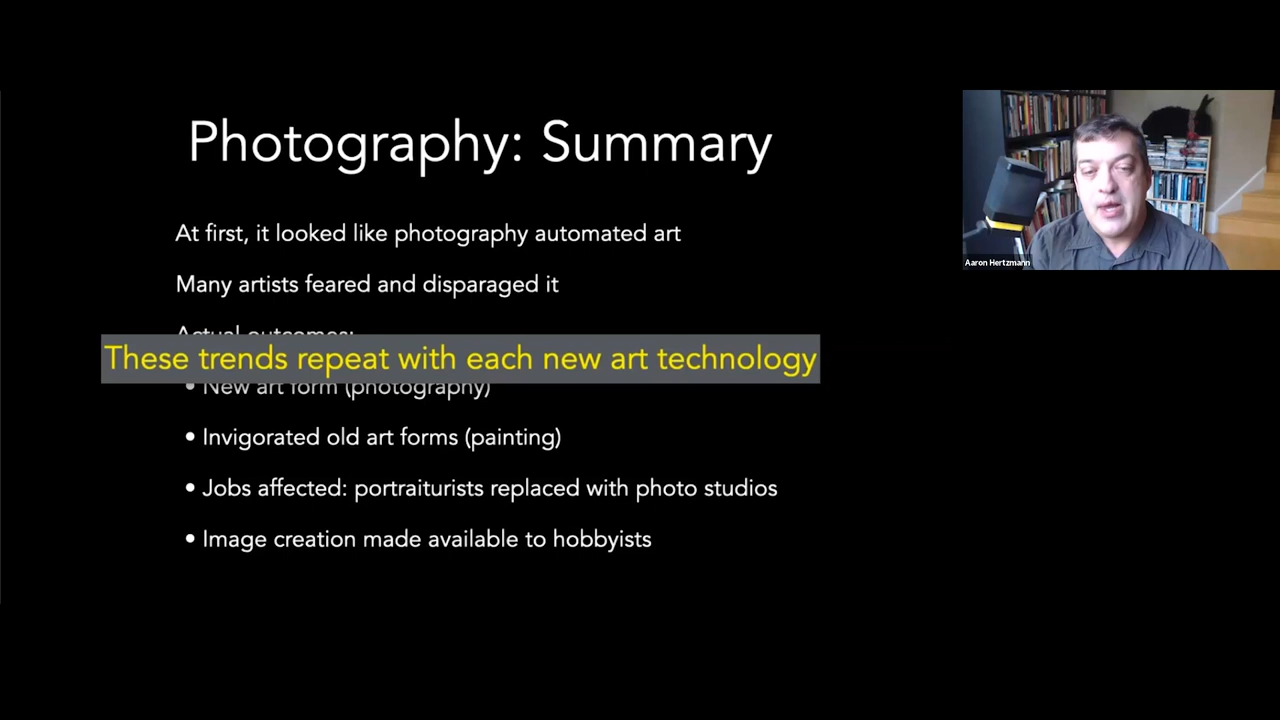 Photography: Summary
At first, it looked like photography automated art
Many artists feared and disparaged it
Actual outcomes:
These trends repeat with each new art technology
• New art form (photography)
• Invigorated old art forms (painting)
• Jobs affected: portraiturists replaced with photo studios
• Image creation made available to hobbyists
Aaron Hertzmann